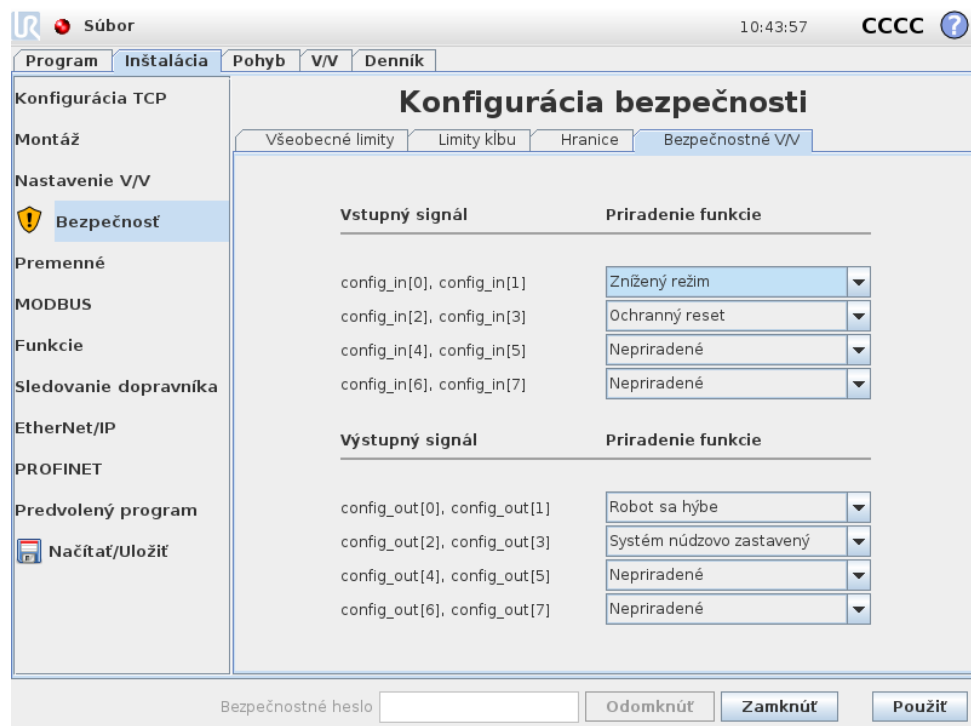 UR Súbor 10:43:57 CCCC ?
Program Inštalácia Pohyb V/V Denník
Konfigurácia TCP
Montáž
Nastavenie V/V
Bezpečnosť
Premenné
MODBUS
Funkcie
Sledovanie dopravníka
EtherNet/IP
PROFINET
Predvolený program
Načítať/Uložiť
Konfigurácia bezpečnosti
Všeobecné limity Limity kĺbu Hranice Bezpečnostné V/V
Vstupný signál Priradenie funkcie
config_in[0], config_in[1] Znížený režim
config_in[2], config_in[3] Ochranný reset
config_in[4], config_in[5] Nepriradené
config_in[6], config_in[7] Nepriradené
Výstupný signál Priradenie funkcie
config_out[0], config_out[1] Robot sa hýbe
config_out[2], config_out[3] Systém núdzovo zastavený
config_out[4], config_out[5] Nepriradené
config_out[6], config_out[7] Nepriradené
Bezpečnostné heslo Odomknúť Zamknúť Použiť